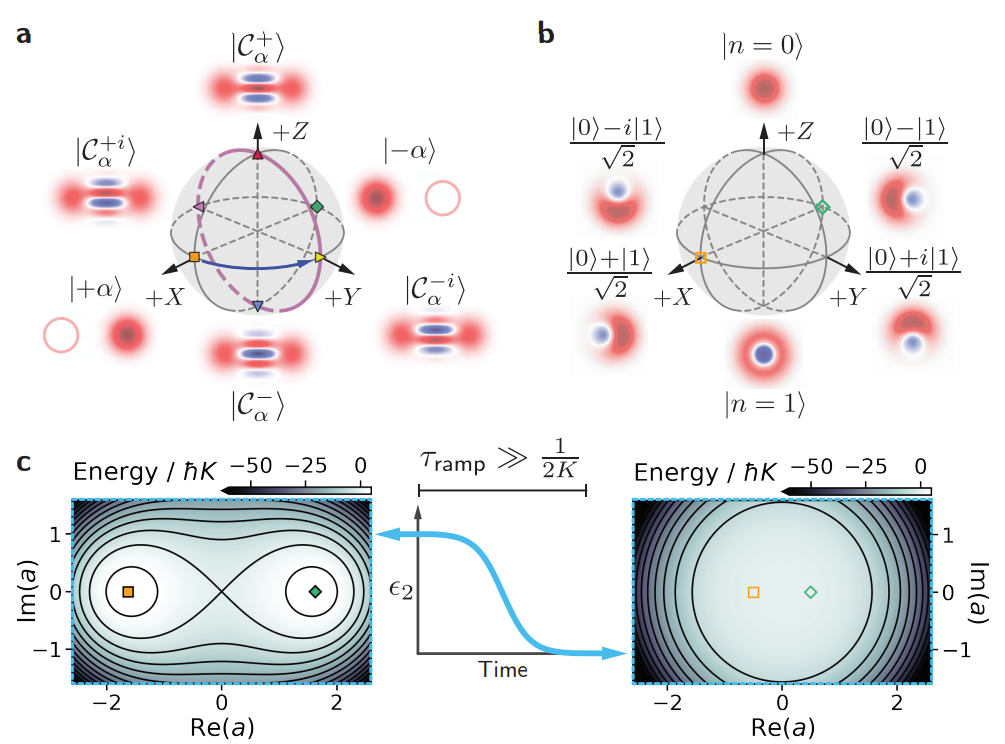 a
|𝒞α⁺⟩
+Z
|𝒞α⁺ⁱ⟩
|−α⟩
|+α⟩
+X
+Y
|𝒞α⁻ⁱ⟩
|𝒞α⁻⟩
b
|n = 0⟩
+Z
|0⟩−i|1⟩
√2
|0⟩−|1⟩
√2
|0⟩+|1⟩
√2
|0⟩+i|1⟩
√2
+X
+Y
|n = 1⟩
c
Energy / ℏK
−50 −25 0
1
0
−1
Im(a)
−2 0 2
Re(a)
τramp ≫ 1/2K
ϵ₂
Time
Energy / ℏK
−50 −25 0
1
0
−1
Im(a)
−2 0 2
Re(a)